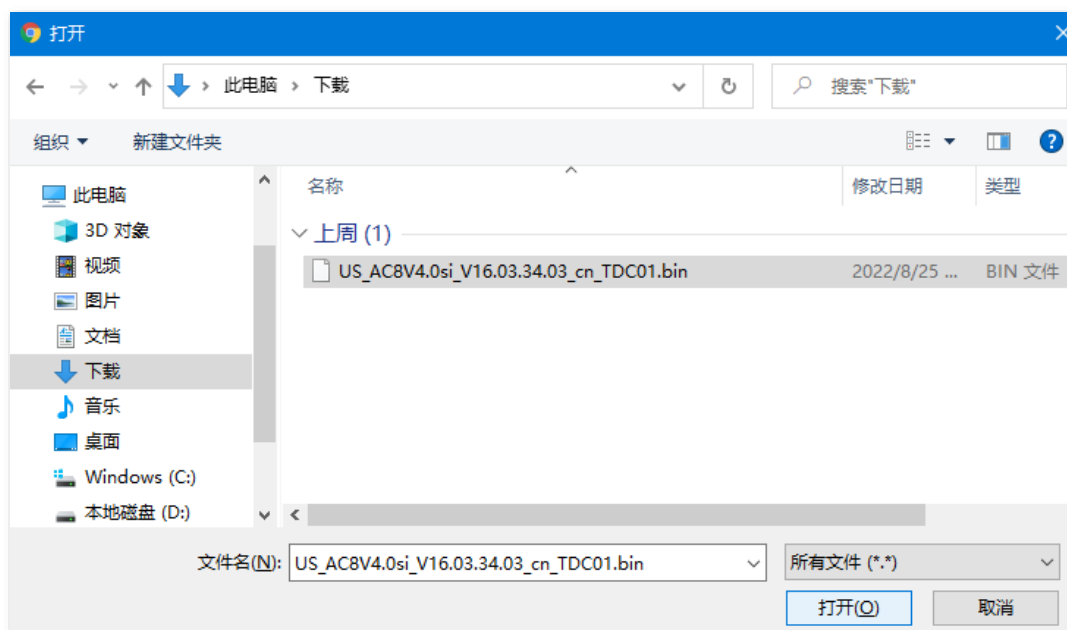 打开
此电脑 › 下载
搜索"下载"
组织
新建文件夹
?
此电脑
3D 对象
视频
图片
文档
下载
音乐
桌面
Windows (C:)
本地磁盘 (D:)
名称
修改日期
类型
上周 (1)
US_AC8V4.0si_V16.03.34.03_cn_TDC01.bin
2022/8/25 ...
BIN 文件
文件名(N):
US_AC8V4.0si_V16.03.34.03_cn_TDC01.bin
所有文件 (*.*)
打开(O)
取消